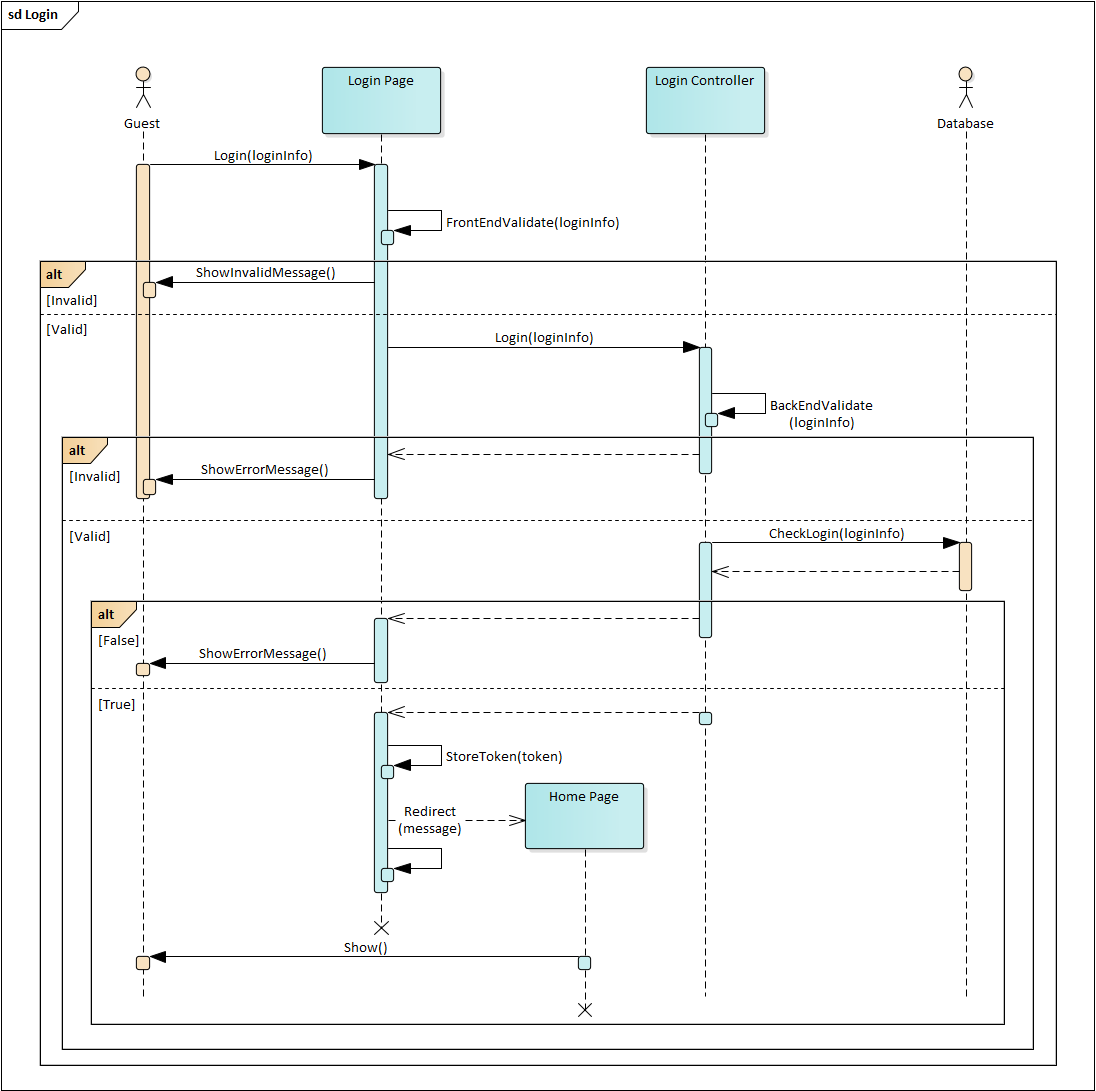 sd Login
Login Page
Login Controller
Guest
Database
Login(loginInfo)
FrontEndValidate(loginInfo)
alt
ShowInvalidMessage()
[Invalid]
[Valid]
Login(loginInfo)
BackEndValidate
(loginInfo)
alt
ShowErrorMessage()
[Invalid]
[Valid]
CheckLogin(loginInfo)
alt
[False]
ShowErrorMessage()
[True]
StoreToken(token)
Home Page
Redirect
(message)
Show()